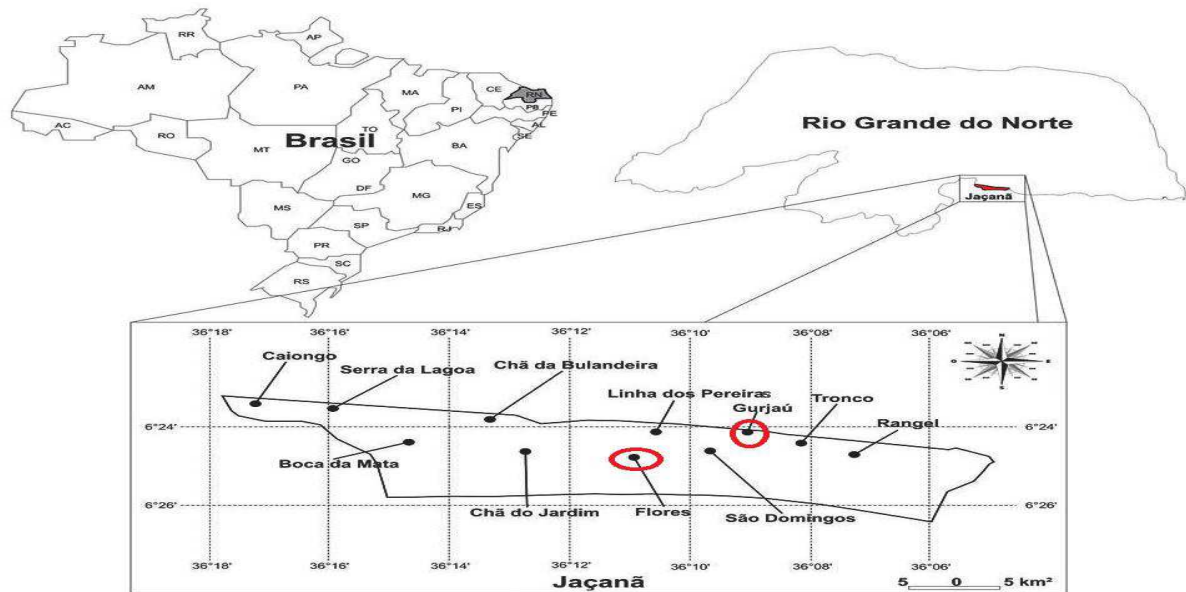 RR
AP
AM
PA
MA
CE
RN
PB
PI
PE
AL
SE
AC
RO
TO
Brasil
MT
BA
GO
DF
MG
MS
ES
SP
RJ
PR
SC
RS
Rio Grande do Norte
Jaçanã
36°18' 36°16' 36°14' 36°12' 36°10' 36°08' 36°06'
N
O E
S
Caiongo
Serra da Lagoa
Chã da Bulandeira
Linha dos Pereiras
Gurjaú
Tronco
Rangel
6°24' 6°24'
Boca da Mata
Chã do Jardim
Flores
São Domingos
6°26' 6°26'
36°18' 36°16' 36°14' 36°12' 36°10' 36°08' 36°06'
Jaçanã
5 0 5 km²